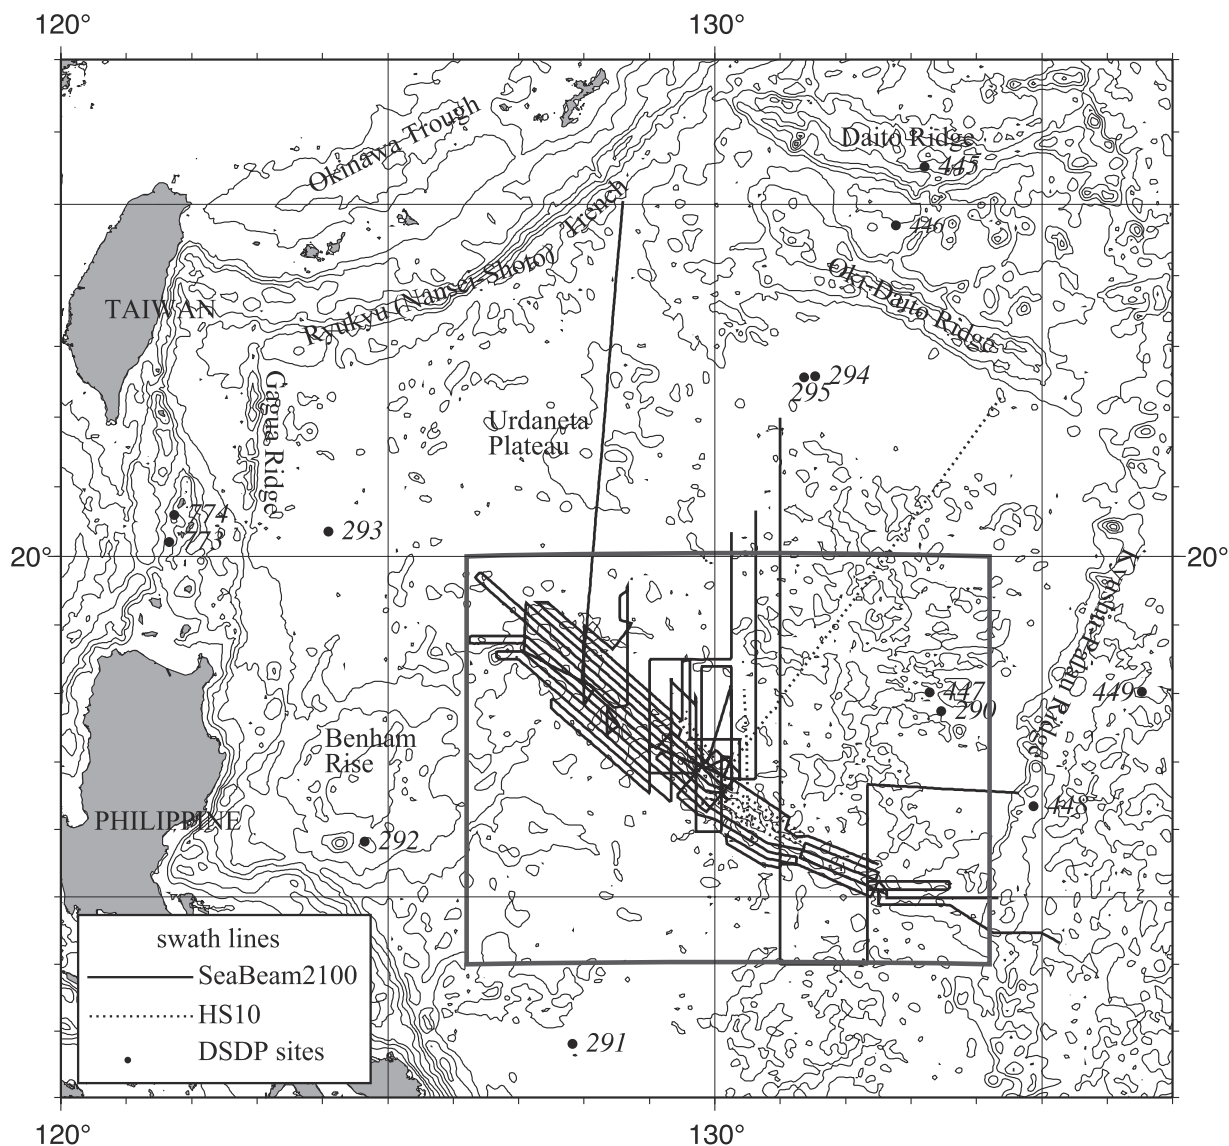 120°
130°
Okinawa Trough
Daito Ridge
445
446
Ryukyu (Nansei-Shoto) Trench
Oki-Daito Ridge
TAIWAN
Gagua Ridge
294
295
Urdaneta
Plateau
774
773
293
20°
20°
Kyushu-Palau Ridge
447
449
290
Benham
Rise
448
PHILIPPINE
292
swath lines
SeaBeam2100
HS10
DSDP sites
291
120°
130°